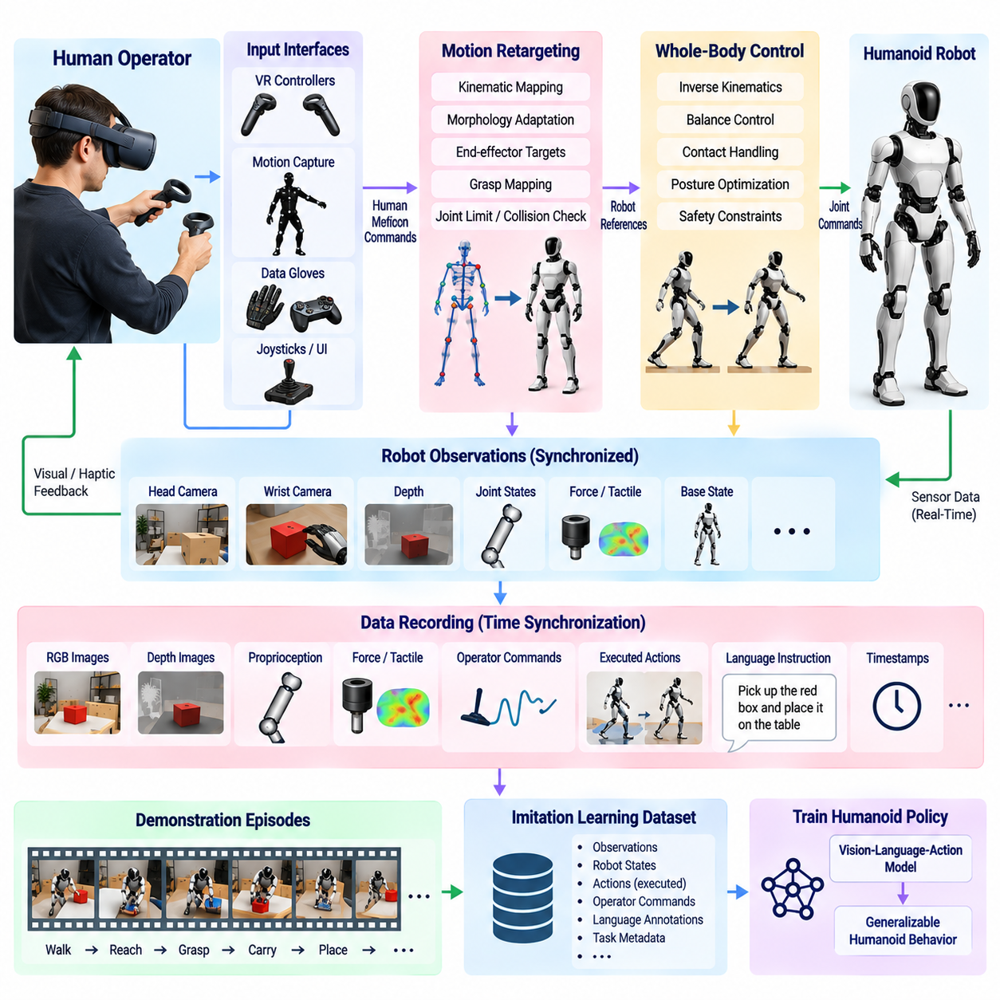 Human Operator
Input Interfaces
VR Controllers
Motion Capture
Data Gloves
Joysticks / UI
Human
Meficon
Commands
Motion Retargeting
Kinematic Mapping
Morphology Adaptation
End-effector Targets
Grasp Mapping
Joint Limit / Collision Check
Robot
References
Whole-Body Control
Inverse Kinematics
Balance Control
Contact Handling
Posture Optimization
Safety Constraints
Joint
Commands
Humanoid Robot
Visual / Haptic
Feedback
Robot Observations (Synchronized)
Head Camera
Wrist Camera
Depth
Joint States
Force / Tactile
Base State
•••
Sensor Data
(Real-Time)
Data Recording (Time Synchronization)
RGB Images
Depth Images
Proprioception
Force / Tactile
Operator Commands
Executed Actions
Language Instruction
Pick up the red
box and place it
on the table
Timestamps
•••
Demonstration Episodes
•••
Walk → Reach → Grasp → Carry → Place → •••
Imitation Learning Dataset
• Observations
• Robot States
• Actions (executed)
• Operator Commands
• Language Annotations
• Task Metadata
• •••
Train Humanoid Policy
Vision-Language-Action
Model
Generalizable
Humanoid Behavior